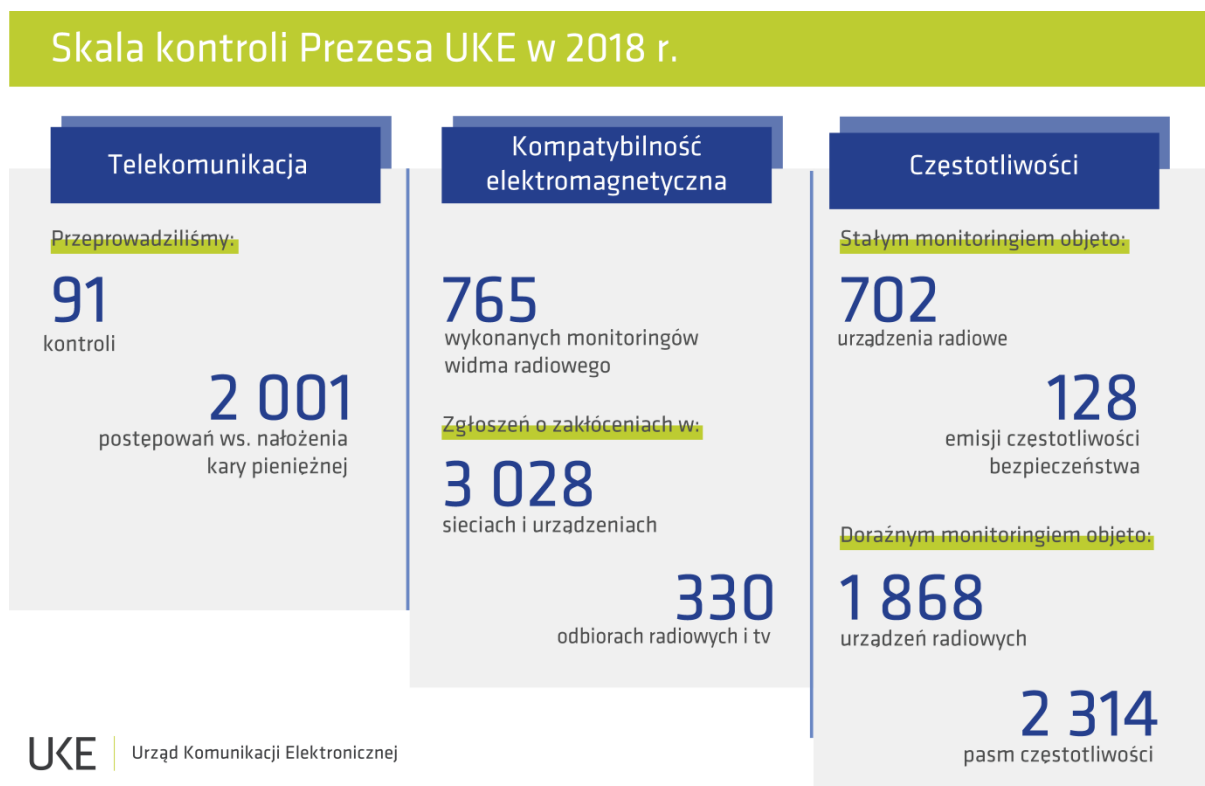 Skala kontroli Prezesa UKE w 2018 r.
Telekomunikacja
Przeprowadziliśmy:
91
kontroli
2 001
postępowań ws. nałożenia
kary pieniężnej
Kompatybilność
elektromagnetyczna
765
wykonanych monitoringów
widma radiowego
Zgłoszeń o zakłóceniach w:
3 028
sieciach i urządzeniach
330
odbiorach radiowych i tv
Częstotliwości
Stałym monitoringiem objęto:
702
urządzenia radiowe
128
emisji częstotliwości
bezpieczeństwa
Doraźnym monitoringiem objęto:
1 868
urządzeń radiowych
2 314
pasm częstotliwości
UKE
Urząd Komunikacji Elektronicznej